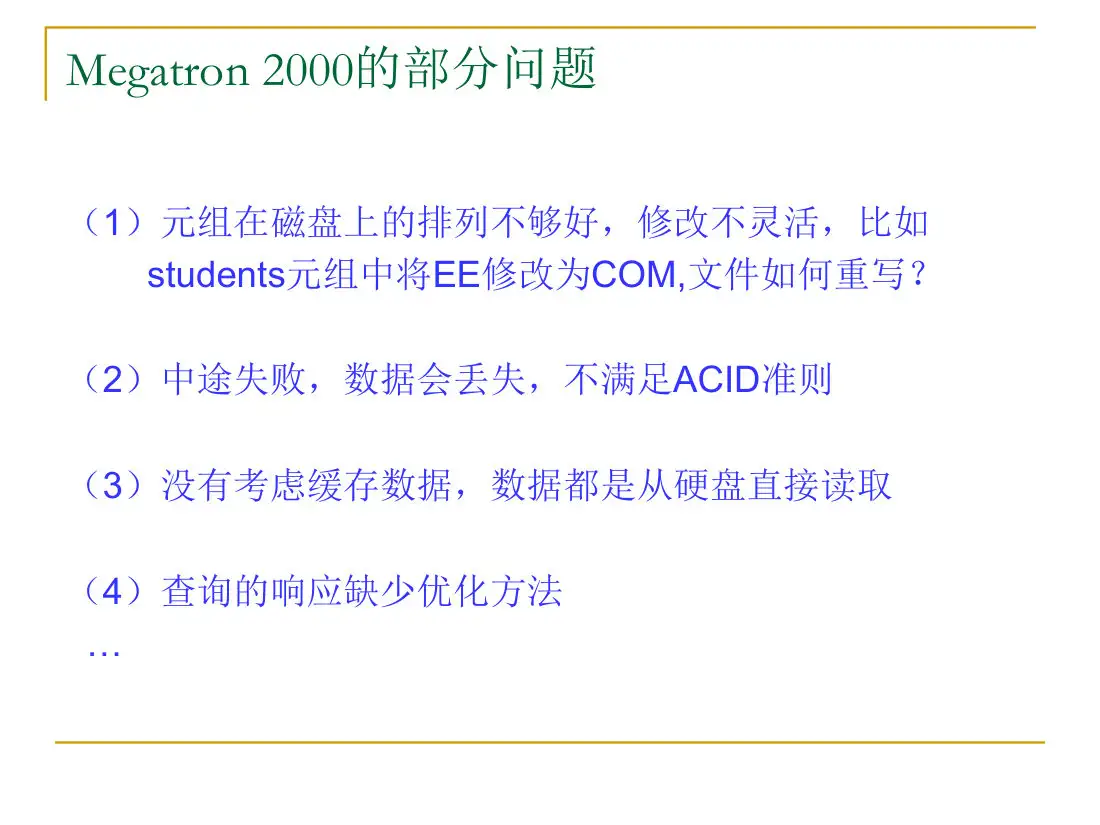 Megatron 2000的部分问题
（1）元组在磁盘上的排列不够好，修改不灵活，比如
students元组中将EE修改为COM,文件如何重写？
（2）中途失败，数据会丢失，不满足ACID准则
（3）没有考虑缓存数据，数据都是从硬盘直接读取
（4）查询的响应缺少优化方法
…